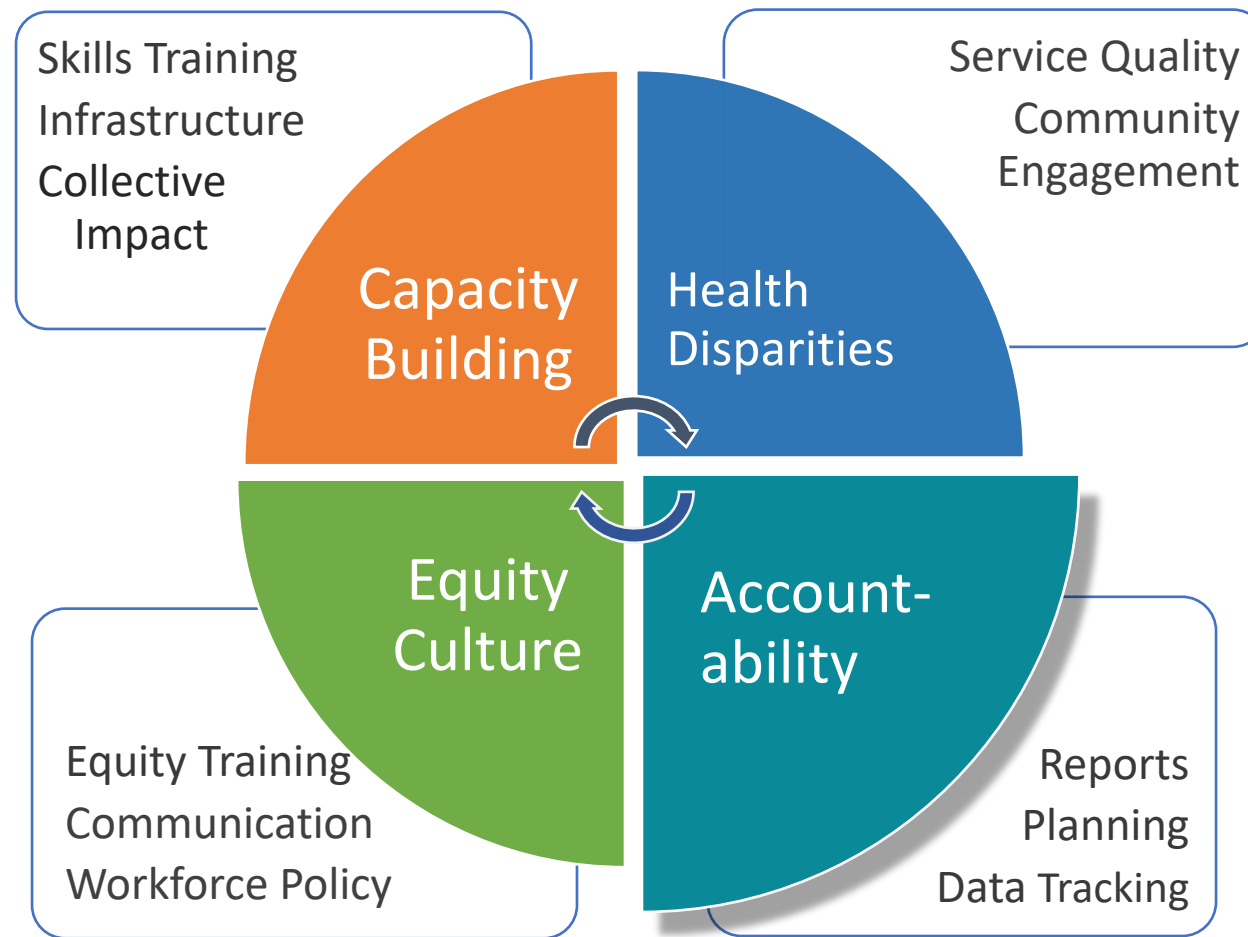 Skills Training
Infrastructure
Collective
Impact
Service Quality
Community
Engagement
Capacity
Building
Health
Disparities
Equity
Culture
Account-
ability
Equity Training
Communication
Workforce Policy
Reports
Planning
Data Tracking